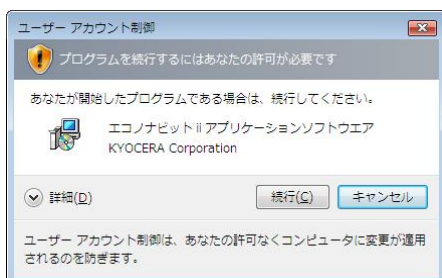 ユーザー アカウント制御
プログラムを続行するにはあなたの許可が必要です
あなたが開始したプログラムである場合は、続行してください。
エコノナビット ii アプリケーションソフトウエア
KYOCERA Corporation
詳細(D)
続行(C)
キャンセル
ユーザー アカウント制御は、あなたの許可なくコンピュータに変更が適用
されるのを防ぎます。